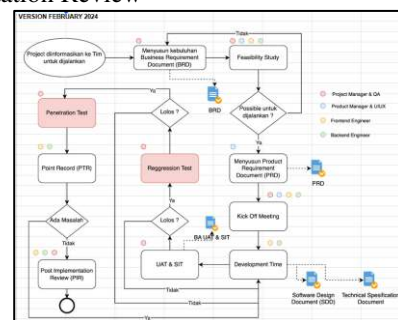 ation Review
VERSION FEBRUARY 2024
Project diinformasikan ke Tim
untuk dijalankan
Menyusun kebutuhan
Business Requirement
Document (BRD)
Feasibility Study
Tidak
Project Manager & QA
Product Manager & UI/UX
Frontend Engineer
Backend Engineer
BRD
Possible untuk
dijalankan ?
Ya
Ya
Lolos ?
Penetration Test
Point Record (PTR)
Reggression Test
Menyusun Product
Requirement
Document (PRD)
PRD
Ya
Ada Masalah
Lolos ?
Kick Off Meeting
BA UAT & SIT
Tidak
Post Implementation
Review (PIR)
UAT & SIT
Development Time
Tidak
Tidak
Software Design
Document (SDD)
Technical Spesification
Document
Ya